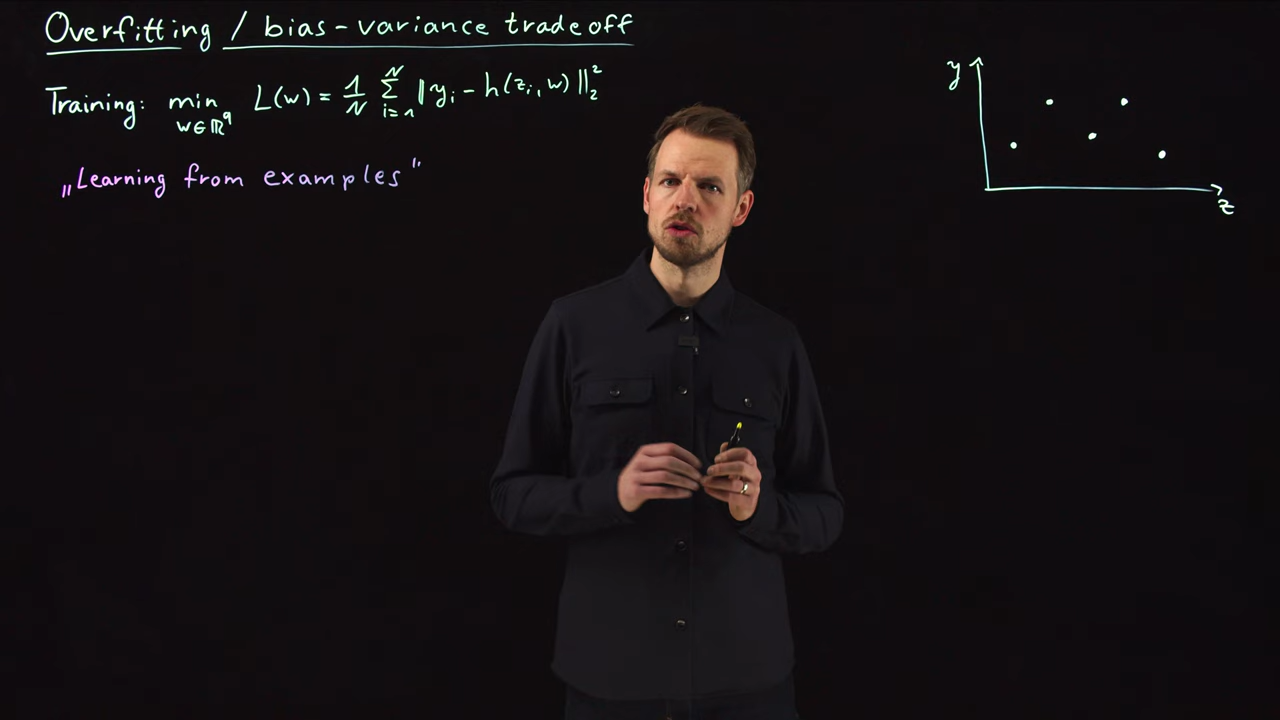 Overfitting / bias-variance tradeoff
Training: min w∈ℝ^q L(w) = 1/N Σ_{i=1}^N ‖y_i - h(z_i, w)‖_2^2
„Learning from examples"
y
z